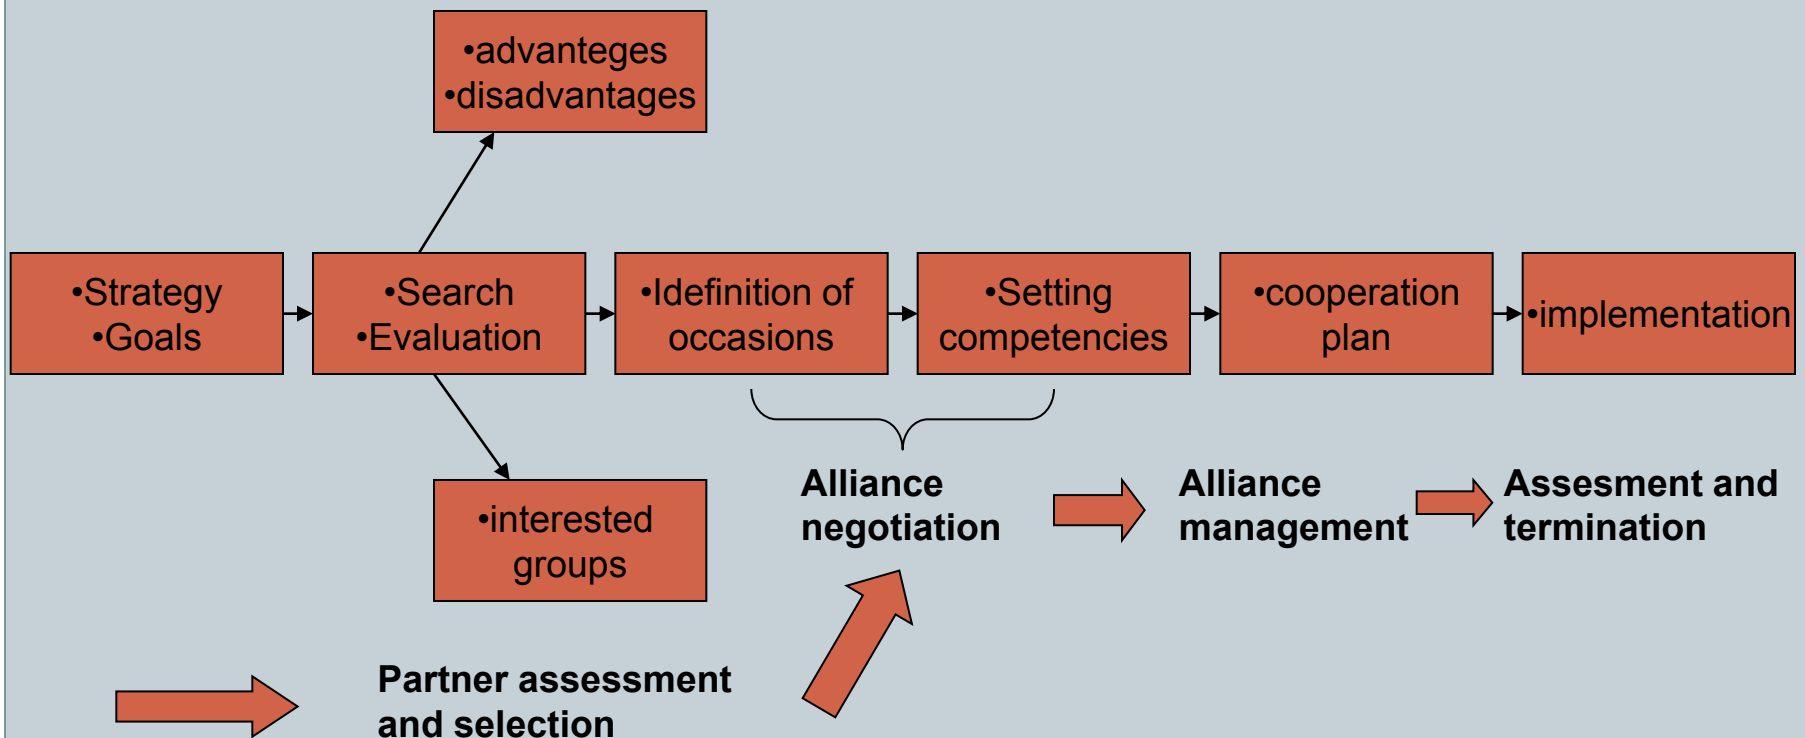 •advanteges
•disadvantages
•Strategy
•Goals
•Search
•Evaluation
•Idefinition of
occasions
•Setting
competencies
•cooperation
plan
•implementation
•interested
groups
Alliance
negotiation
Alliance
management
Assesment and
termination
Partner assessment
and selection